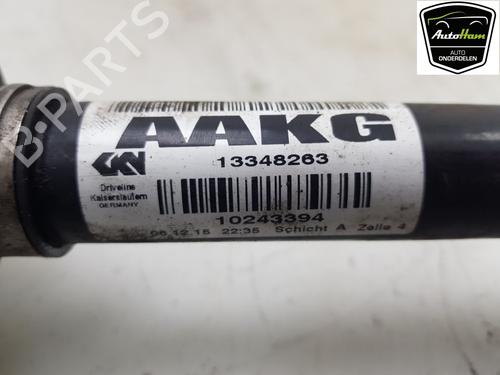 AutoHam
AUTO
ONDERDELEN
B-PARTS
AAKG
GKN
13348263
Driveline
Kaiserslautern
GERMANY
10243394
06.12.15 22:35 Schicht A Zelle 4